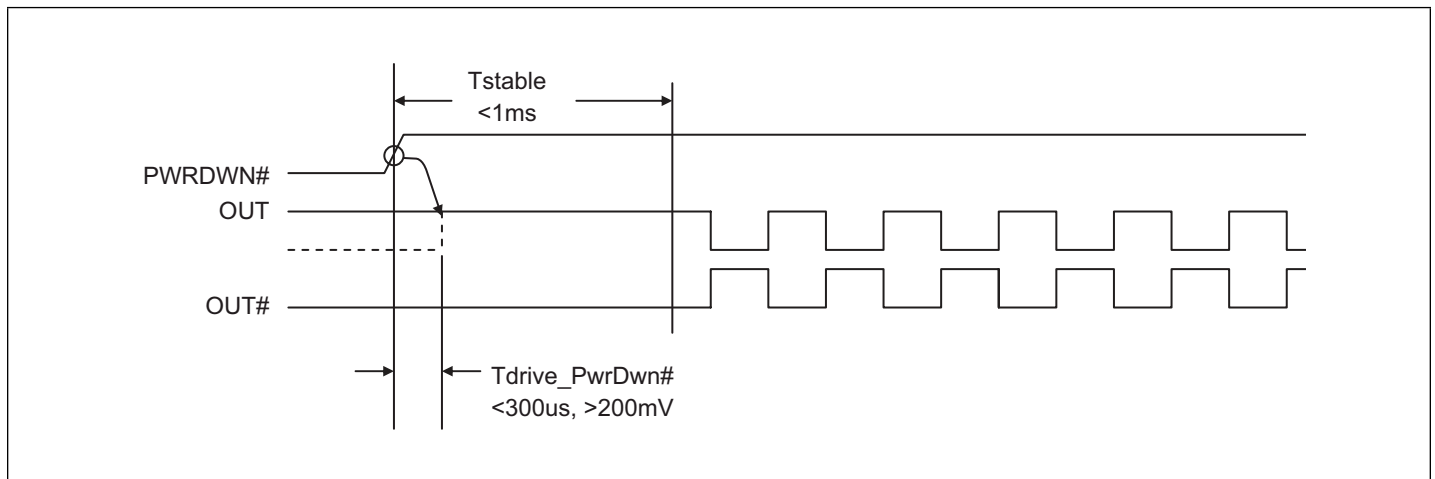 Tstable
<1ms
PWRDWN#
OUT
OUT#
Tdrive_PwrDwn#
<300us, >200mV